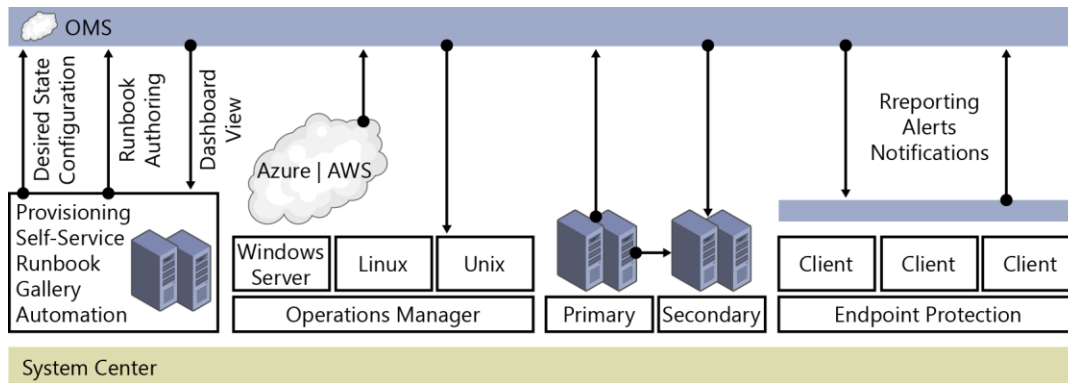 OMS
Desired State
Configuration
Runbook
Authoring
Dashboard
View
Azure | AWS
Rreporting
Alerts
Notifications
Provisioning
Self-Service
Runbook
Gallery
Automation
Windows
Server
Linux
Unix
Client
Client
Client
Operations Manager
Primary
Secondary
Endpoint Protection
System Center